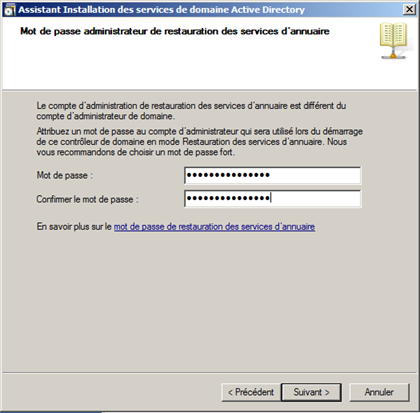 Assistant Installation des services de domaine Active Directory
Mot de passe administrateur de restauration des services d'annuaire
Le compte d'administration de restauration des services d'annuaire est différent du
compte d'administrateur de domaine.
Attribuez un mot de passe au compte d'administrateur qui sera utilisé lors du démarrage
de ce contrôleur de domaine en mode Restauration des services d'annuaire. Nous
vous recommandons de choisir un mot de passe fort.
Mot de passe : •••••••••••••••
Confirmer le mot de passe : •••••••••••••••
En savoir plus sur le mot de passe de restauration des services d'annuaire
< Précédent Suivant > Annuler